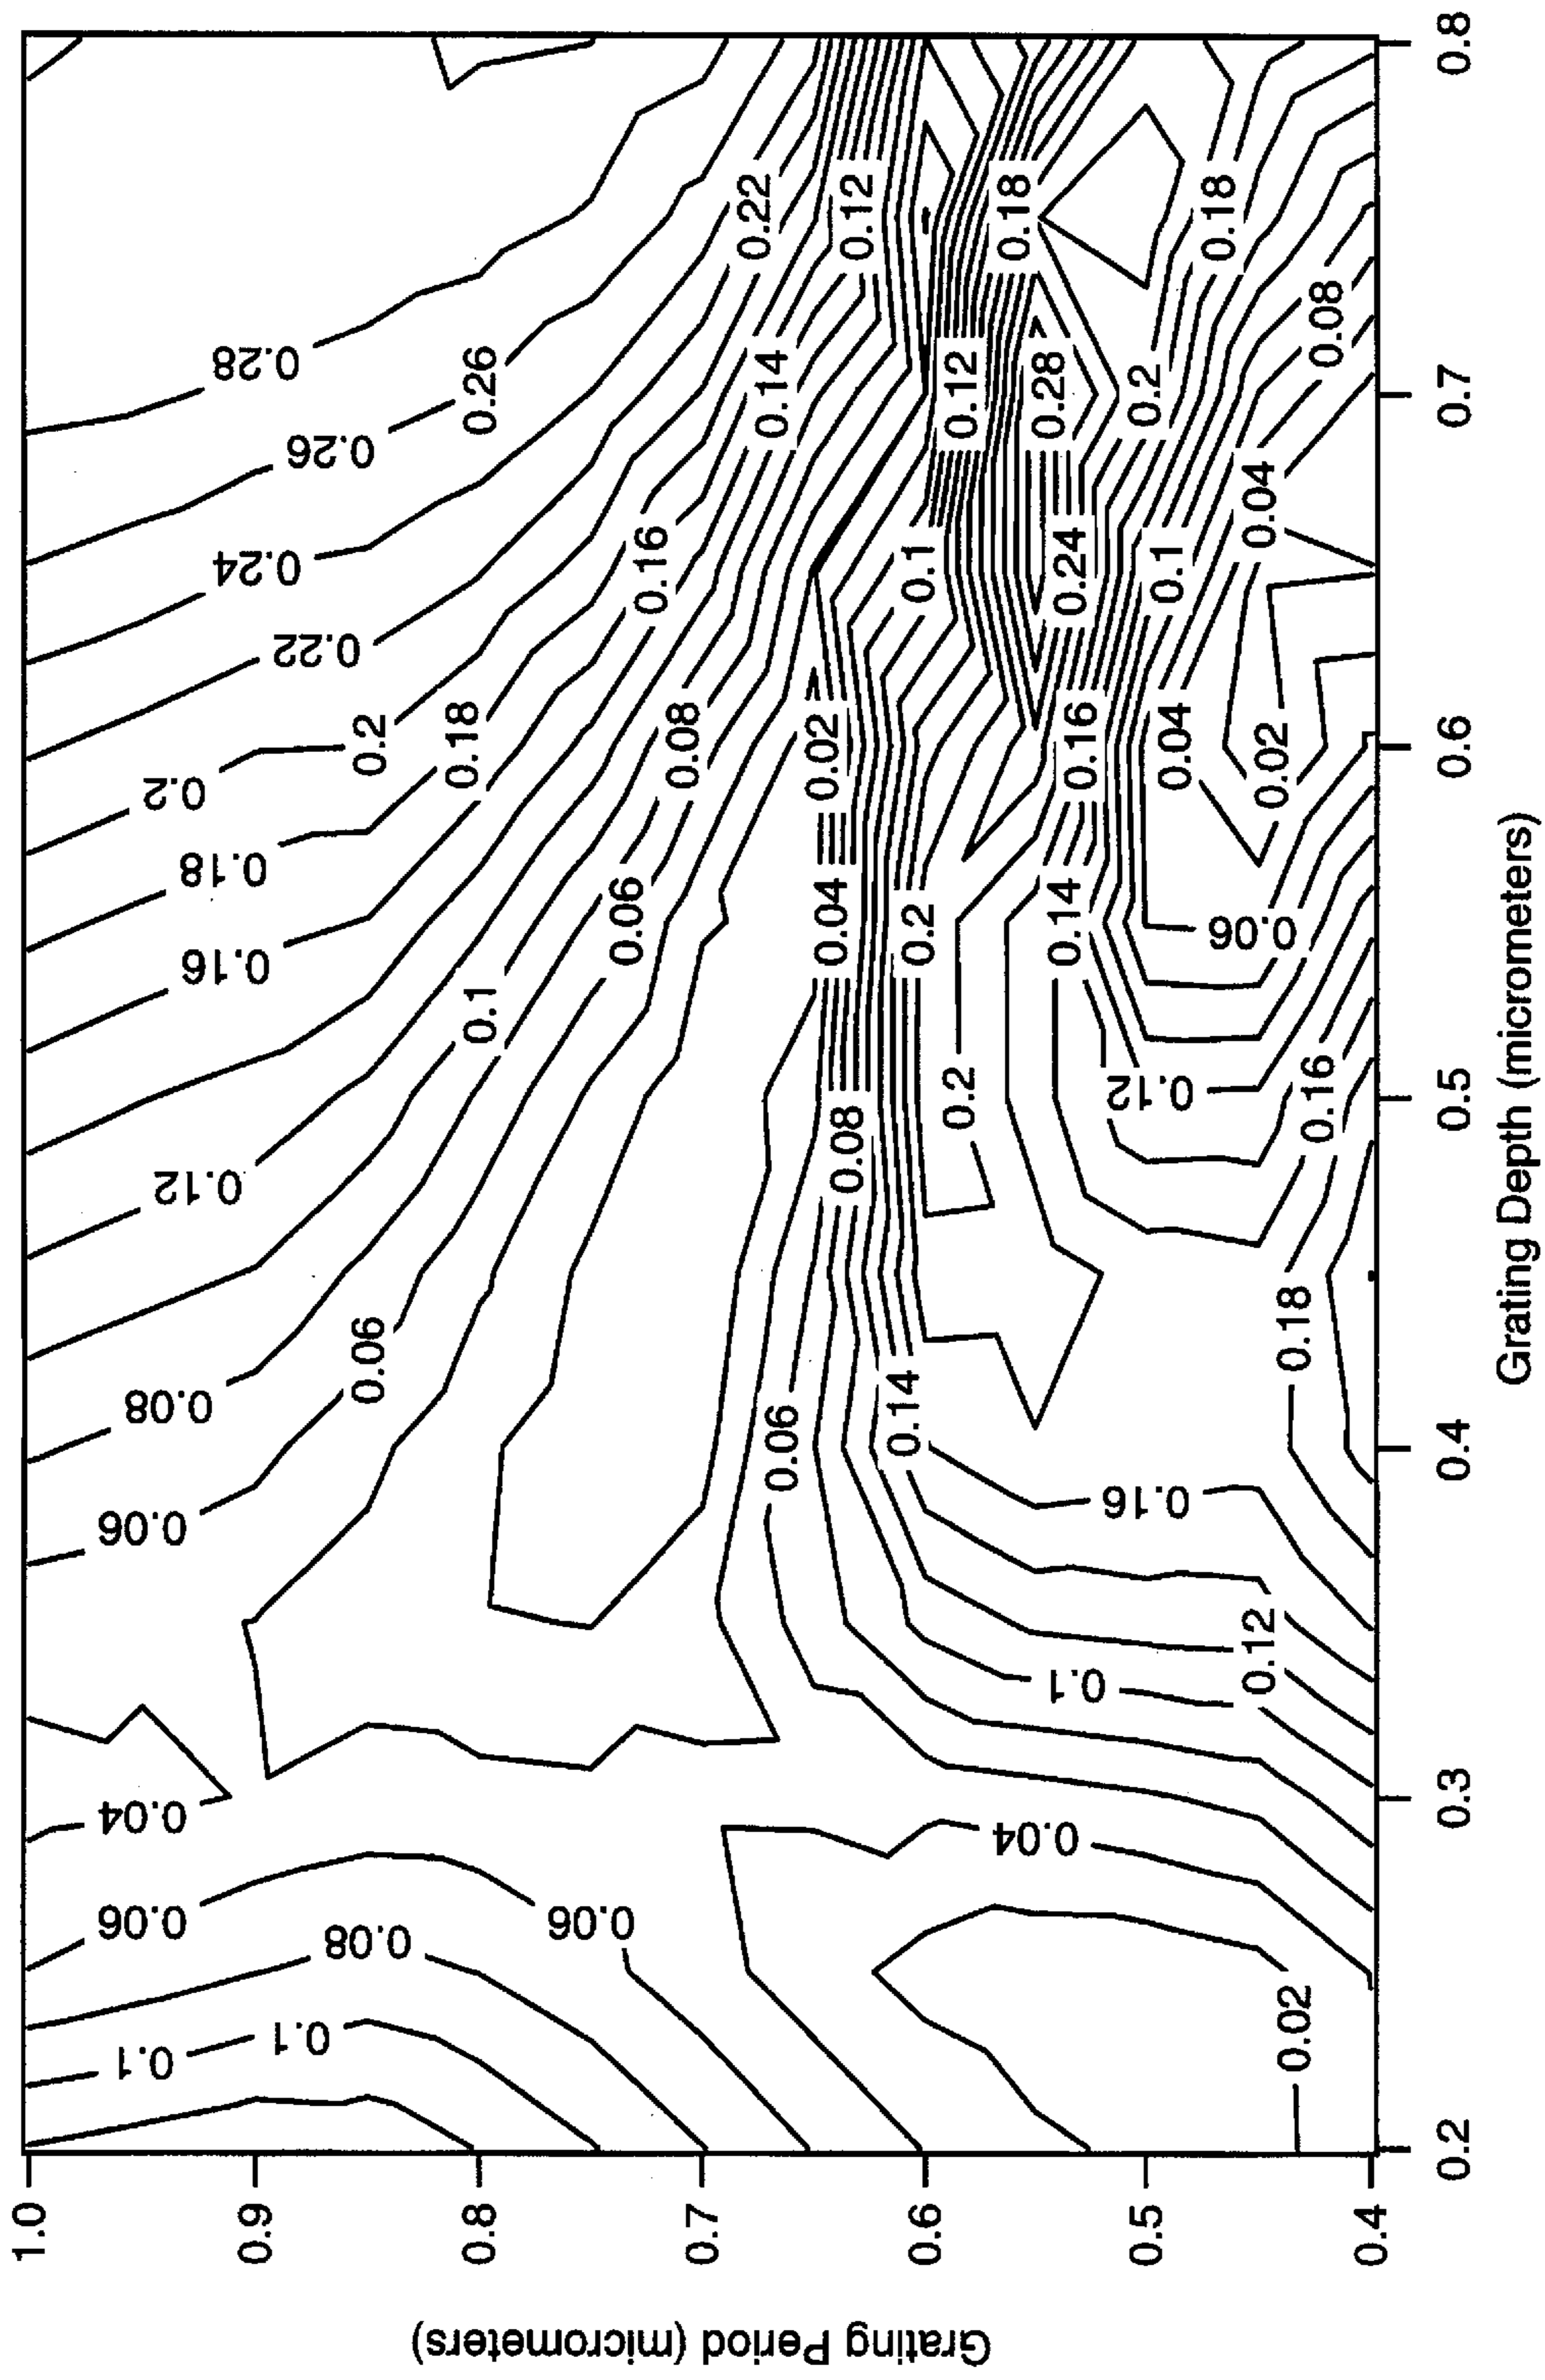 0.8
0.22 0.12 0.18 0.18
0.08
0.28 0.26 0.14 0.12 0.28 0.2 0.7
0.26
0.04
0.24 0.16 0.1 0.24 0.1
0.22
0.2 0.18 0.08 0.02 0.16 0.04 0.02 0.6
0.2
0.18
0.06 0.04 0.2 0.14 0.06
0.16
0.1
0.2 0.12 0.16 0.5
0.12 0.08
0.06 0.18
0.08 0.06 0.14 0.4
0.06 0.16
0.12
0.1
0.04 0.04 0.3
0.06 0.06
0.08
0.1 0.1 0.02
0.2
Grating Depth (micrometers)
1.0 0.9 0.8 0.7 0.6 0.5 0.4
Grating Period (micrometers)